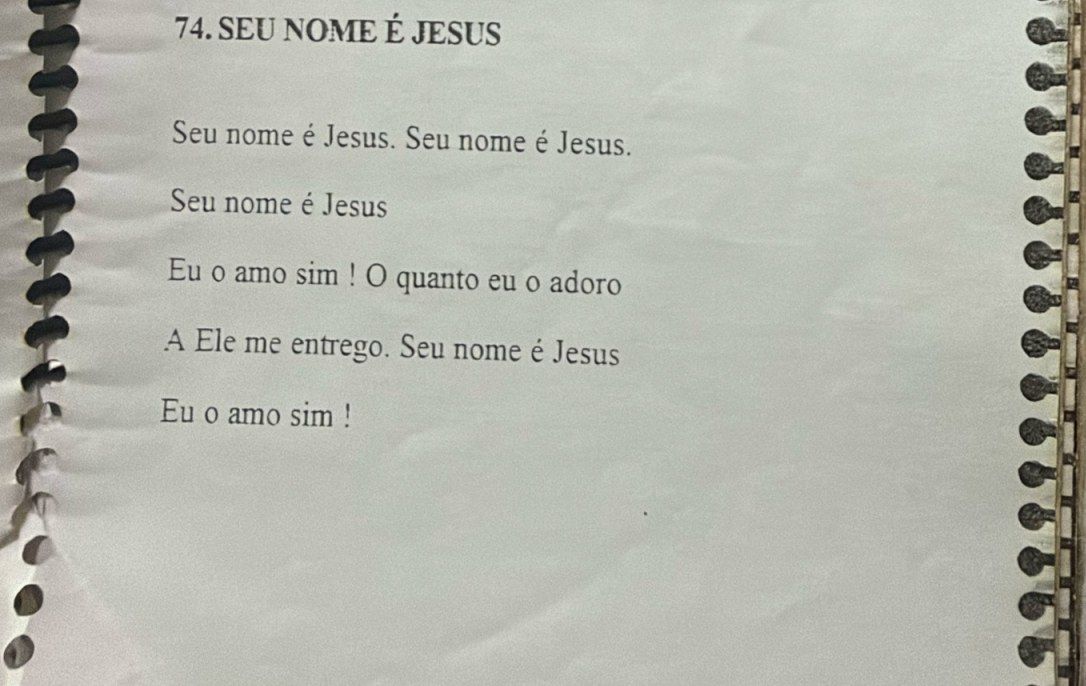 74. SEU NOME É JESUS
Seu nome é Jesus. Seu nome é Jesus.
Seu nome é Jesus
Eu o amo sim ! O quanto eu o adoro
A Ele me entrego. Seu nome é Jesus
Eu o amo sim !